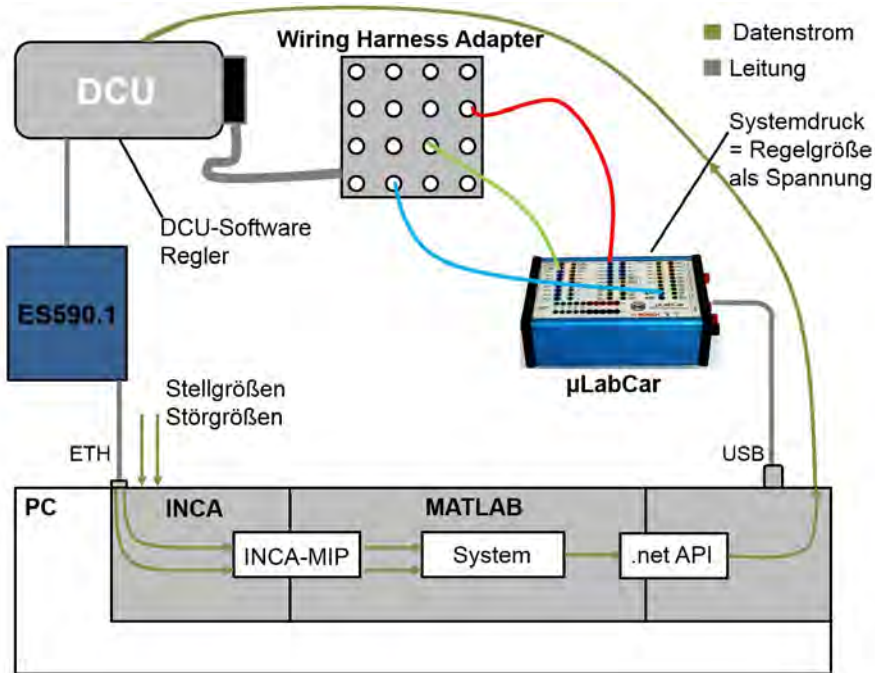 Wiring Harness Adapter
Datenstrom
Leitung
DCU
Systemdruck
= Regelgröße
als Spannung
DCU-Software
Regler
ES590.1
µLabCar
Stellgrößen
Störgrößen
ETH
USB
PC
INCA
MATLAB
INCA-MIP
System
.net API